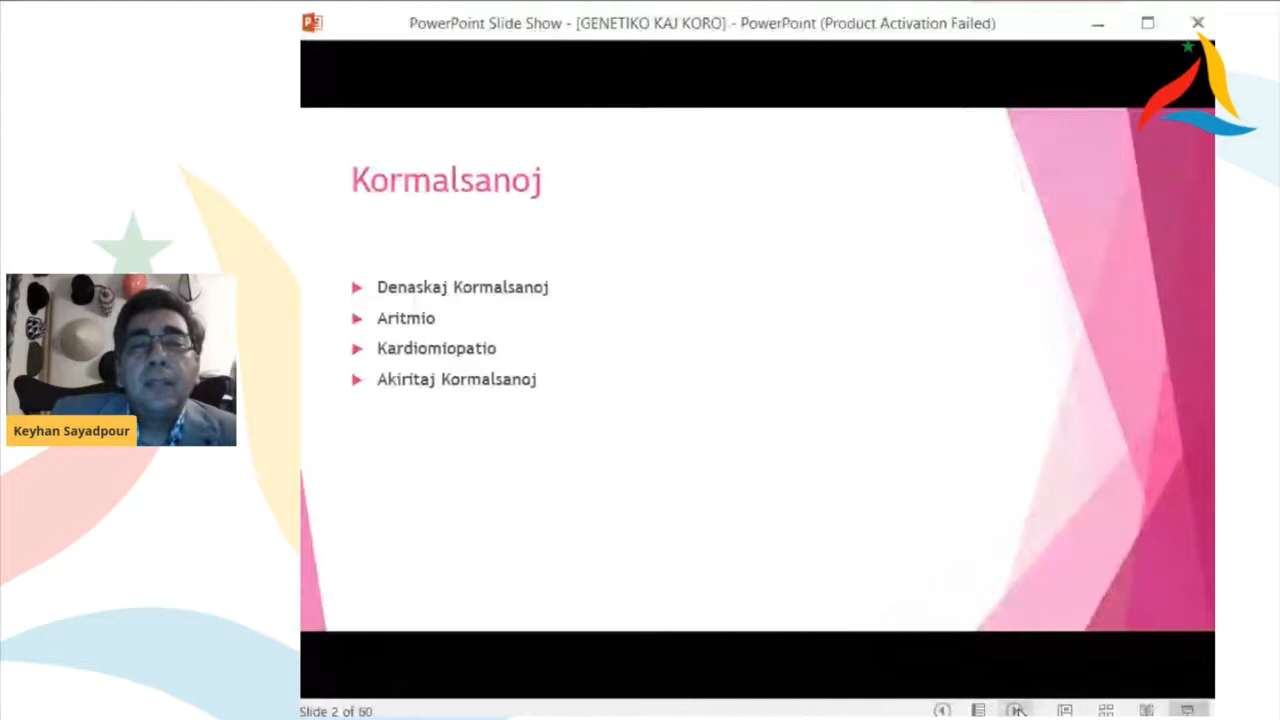 PowerPoint Slide Show - [GENETIKO KAJ KORO] - PowerPoint (Product Activation Failed)
Kormalsanoj
Denaskaj Kormalsanoj
Aritmio
Kardiomiopatio
Akiritaj Kormalsanoj
Keyhan Sayadpour
Slide 2 of 60